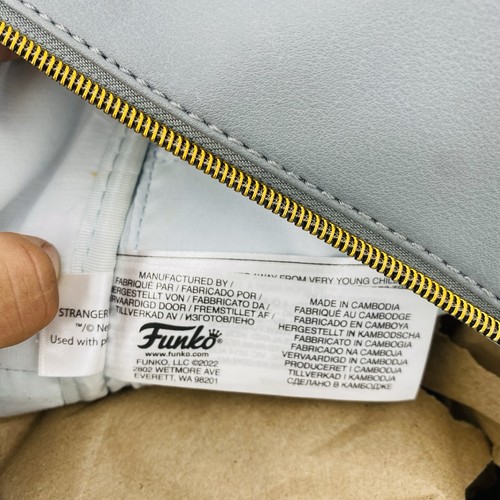 STRANGER
™/© Net
Used with p
AWAY FROM VERY YOUNG CHIL
MANUFACTURED BY /
FABRIQUÉ PAR / FABRICADO POR /
HERGESTELLT VON / FABBRICATO DA /
VAARDIGD DOOR / FREMSTILLET AF /
TILLVERKAD AV / ИЗГОТОВЛЕНО
Funko
www.funko.com
FUNKO, LLC ©2022
2802 WETMORE AVE
EVERETT, WA 98201
MADE IN CAMBODIA
FABRIQUÉ AU CAMBODGE
FABRICADO EN CAMBOYA
HERGESTELLT IN KAMBODSCHA
FABBRICATO IN CAMBOGIA
FABRICADO NA CAMBOJA
VERVAARDIGD IN CAMBODJA
PRODUCERET I CAMBODJA
TILLVERKAD I KAMBODJA
СДЕЛАНО В КАМБОДЖЕ